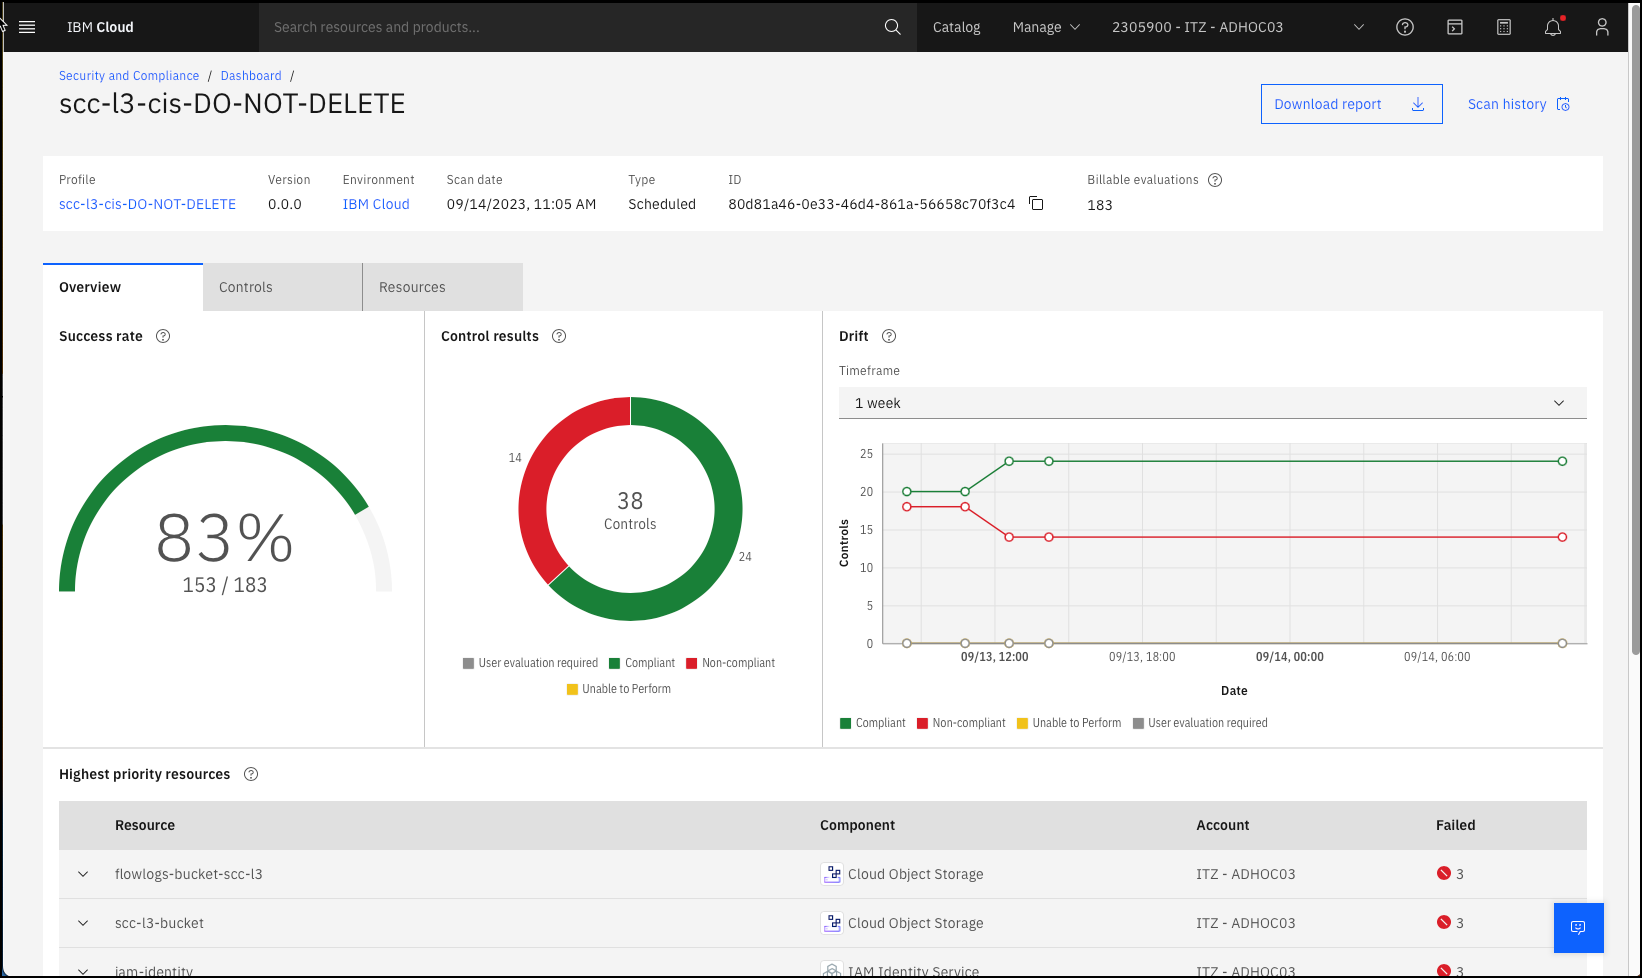 IBM Cloud
Search resources and products...
Catalog
Manage
2305900 - ITZ - ADHOC03
Security and Compliance / Dashboard /
scc-l3-cis-DO-NOT-DELETE
Download report
Scan history
Profile
Version
Environment
Scan date
Type
ID
Billable evaluations
scc-l3-cis-DO-NOT-DELETE
0.0.0
IBM Cloud
09/14/2023, 11:05 AM
Scheduled
80d81a46-0e33-46d4-861a-56658c70f3c4
183
Overview
Controls
Resources
Success rate
83%
153 / 183
Control results
14
38
Controls
24
User evaluation required
Compliant
Non-compliant
Unable to Perform
Drift
Timeframe
1 week
25
20
15
10
5
0
Controls
09/13, 12:00
09/13, 18:00
09/14, 00:00
09/14, 06:00
Date
Compliant
Non-compliant
Unable to Perform
User evaluation required
Highest priority resources
Resource
Component
Account
Failed
flowlogs-bucket-scc-l3
Cloud Object Storage
ITZ - ADHOC03
3
scc-l3-bucket
Cloud Object Storage
ITZ - ADHOC03
3
iam-identity
IAM Identity Service
ITZ - ADHOC03
3